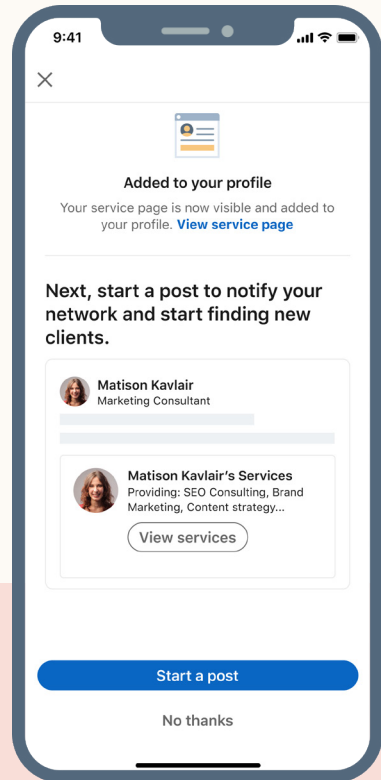 9:41
Added to your profile
Your service page is now visible and added to
your profile. View service page
Next, start a post to notify your
network and start finding new
clients.
Matison Kavlair
Marketing Consultant
Matison Kavlair’s Services
Providing: SEO Consulting, Brand
Marketing, Content strategy...
View services
Start a post
No thanks